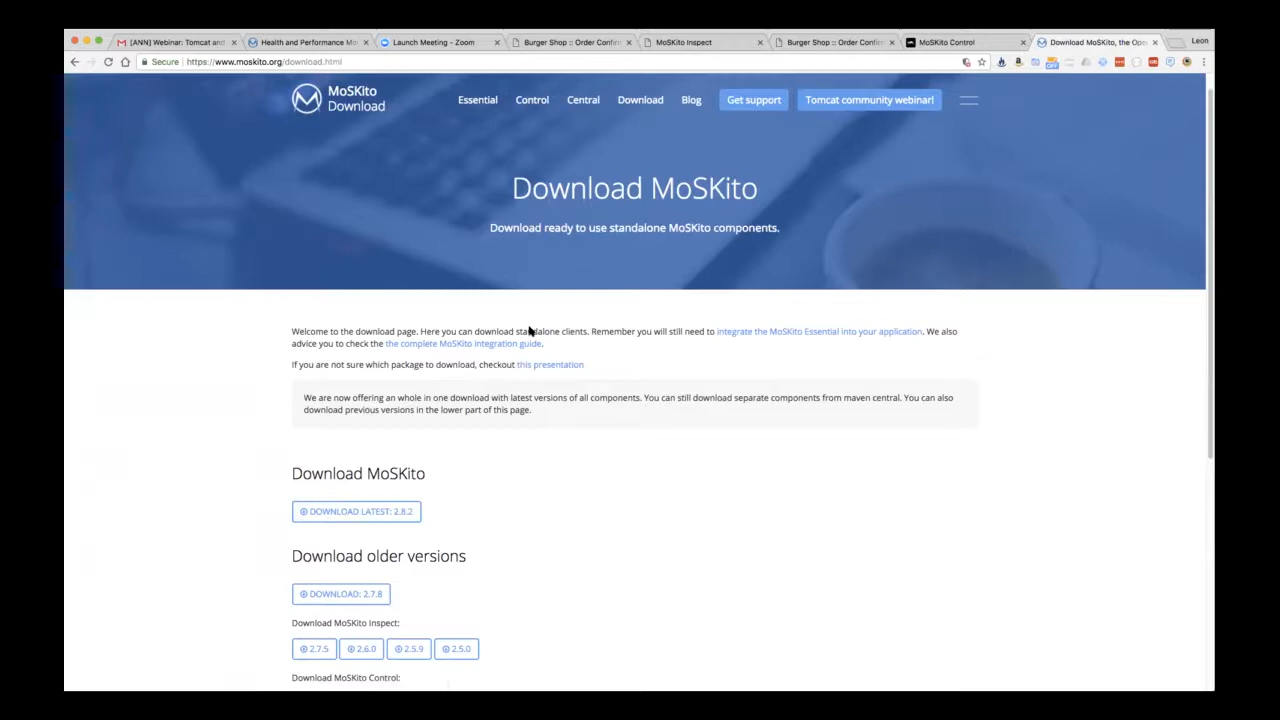 [ANN] Webinar: Tomcat and
Health and Performance Mo
Launch Meeting - Zoom
Burger Shop :: Order Confirm
MoSKito Inspect
Burger Shop :: Order Confirm
MoSKito Control
Download MoSKito, the Ope
Leon
Secure
https://www.moskito.org/download.html
MoSKito
Download
Essential
Control
Central
Download
Blog
Get support
Tomcat community webinar!
Download MoSKito
Download ready to use standalone MoSKito components.
Welcome to the download page. Here you can download standalone clients. Remember you will still need to integrate the MoSKito Essential into your application. We also
advice you to check the the complete MoSKito integration guide.
If you are not sure which package to download, checkout this presentation
We are now offering an whole in one download with latest versions of all components. You can still download separate components from maven central. You can also
download previous versions in the lower part of this page.
Download MoSKito
DOWNLOAD LATEST: 2.8.2
Download older versions
DOWNLOAD: 2.7.8
Download MoSKito Inspect:
2.7.5
2.6.0
2.5.9
2.5.0
Download MoSKito Control: